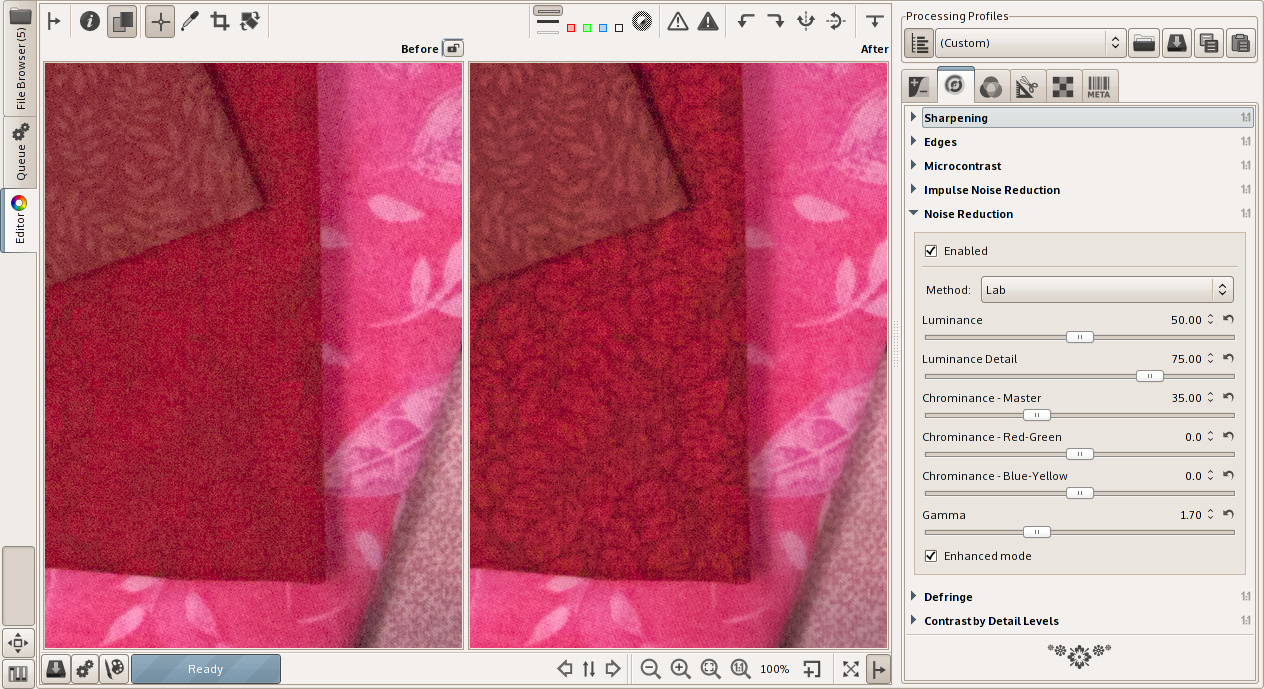 File Browser (5)
Queue
Editor
Before
After
Processing Profiles
(Custom)
META
Sharpening 1:1
Edges 1:1
Microcontrast 1:1
Impulse Noise Reduction 1:1
Noise Reduction 1:1
Enabled
Method: Lab
Luminance 50.00
Luminance Detail 75.00
Chrominance - Master 35.00
Chrominance - Red-Green 0.0
Chrominance - Blue-Yellow 0.0
Gamma 1.70
Enhanced mode
Defringe 1:1
Contrast by Detail Levels 1:1
Ready
1:1
100%